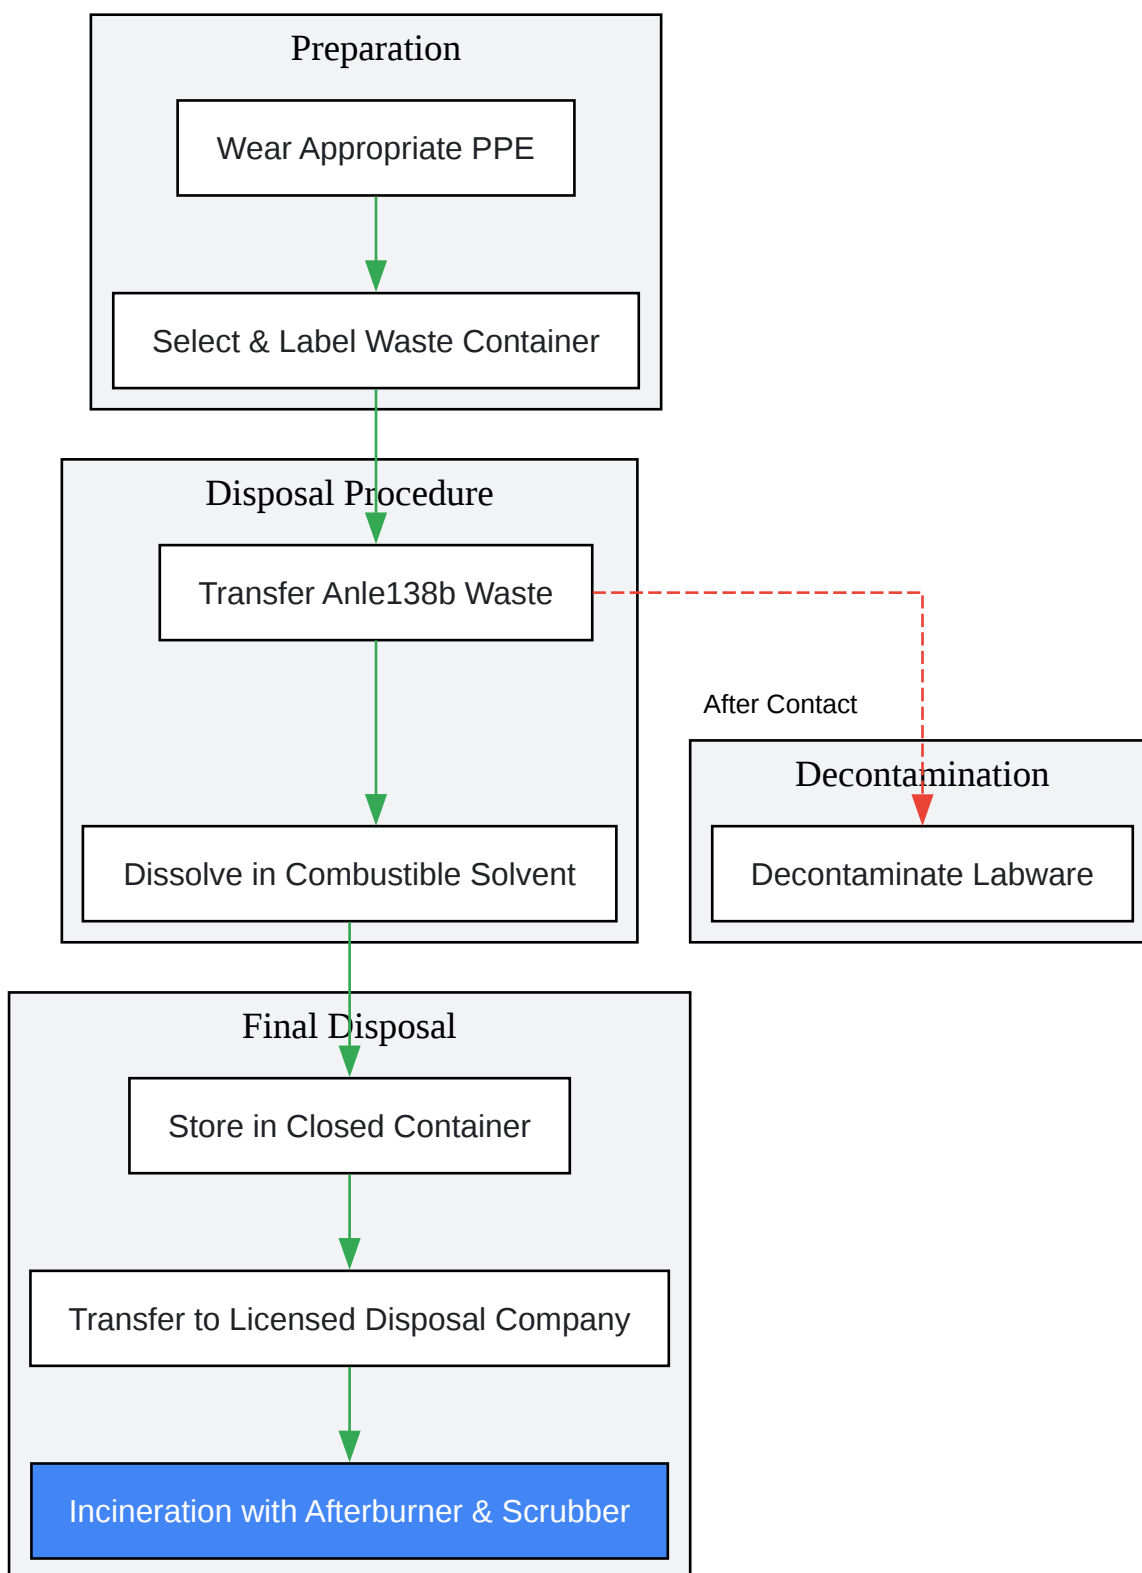 Preparation
Wear Appropriate PPE
Select & Label Waste Container
Disposal Procedure
Transfer Anle138b Waste
After Contact
Decontamination
Dissolve in Combustible Solvent
Decontaminate Labware
Final Disposal
Store in Closed Container
Transfer to Licensed Disposal Company
Incineration with Afterburner & Scrubber